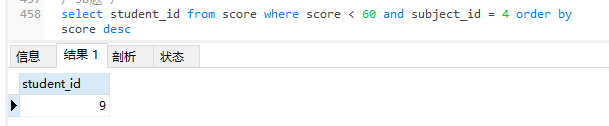 458 select student_id from score where score < 60 and subject_id = 4 order by
score desc
信息 结果 1 剖析 状态
student_id
9